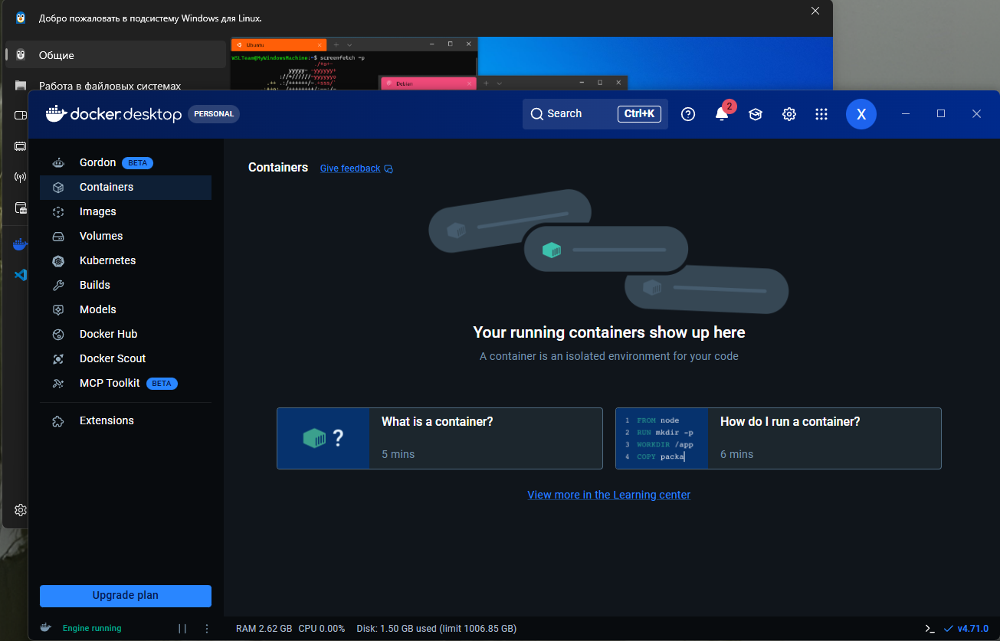 Добро пожаловать в подсистему Windows для Linux.
Общие
Работа в файловых системах
Ubuntu
WSLTeam@MyWindowsMachine:~$ screenfetch -p
Debian
docker.desktop PERSONAL
Search Ctrl+K
2
X
Gordon BETA
Containers
Images
Volumes
Kubernetes
Builds
Models
Docker Hub
Docker Scout
MCP Toolkit BETA
Extensions
Upgrade plan
Containers Give feedback
Your running containers show up here
A container is an isolated environment for your code
?
What is a container?
5 mins
1 FROM node
2 RUN mkdir -p
3 WORKDIR /app
4 COPY packa
How do I run a container?
6 mins
View more in the Learning center
Engine running
RAM 2.62 GB CPU 0.00% Disk: 1.50 GB used (limit 1006.85 GB)
v4.71.0